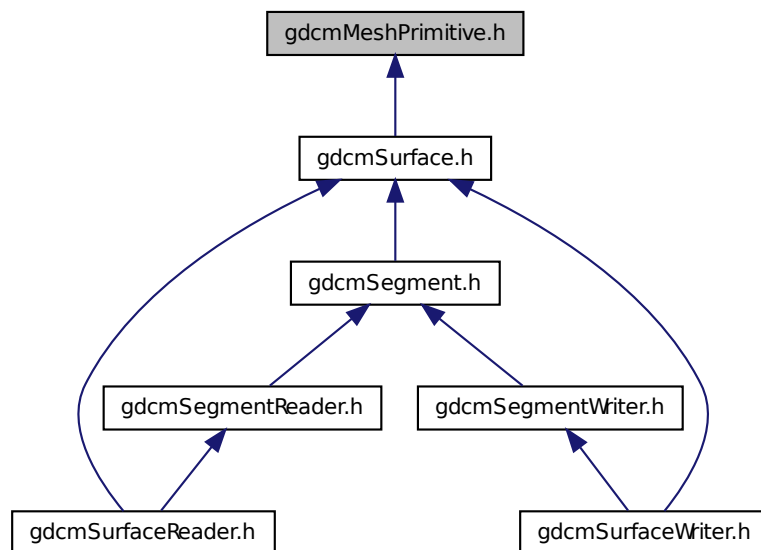 gdcmMeshPrimitive.h
gdcmSurface.h
gdcmSegment.h
gdcmSegmentReader.h
gdcmSegmentWriter.h
gdcmSurfaceReader.h
gdcmSurfaceWriter.h